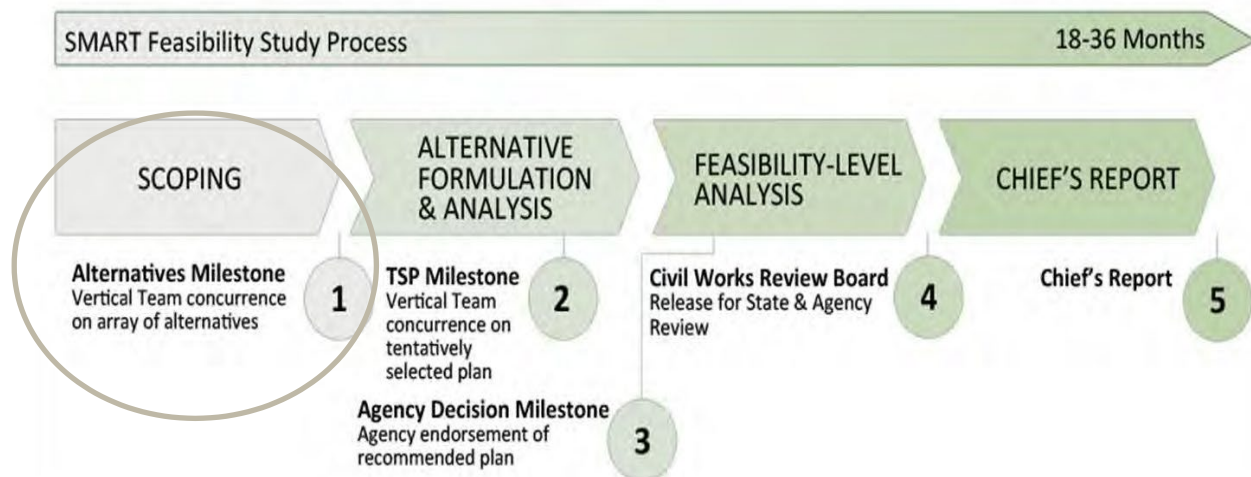 SMART Feasibility Study Process
18-36 Months
SCOPING
ALTERNATIVE
FORMULATION
& ANALYSIS
FEASIBILITY-LEVEL
ANALYSIS
CHIEF'S REPORT
Alternatives Milestone
Vertical Team concurrence
on array of alternatives
1
TSP Milestone
Vertical Team
concurrence on
tentatively
selected plan
2
Agency Decision Milestone
Agency endorsement of
recommended plan
3
Civil Works Review Board
Release for State & Agency
Review
4
Chief's Report
5